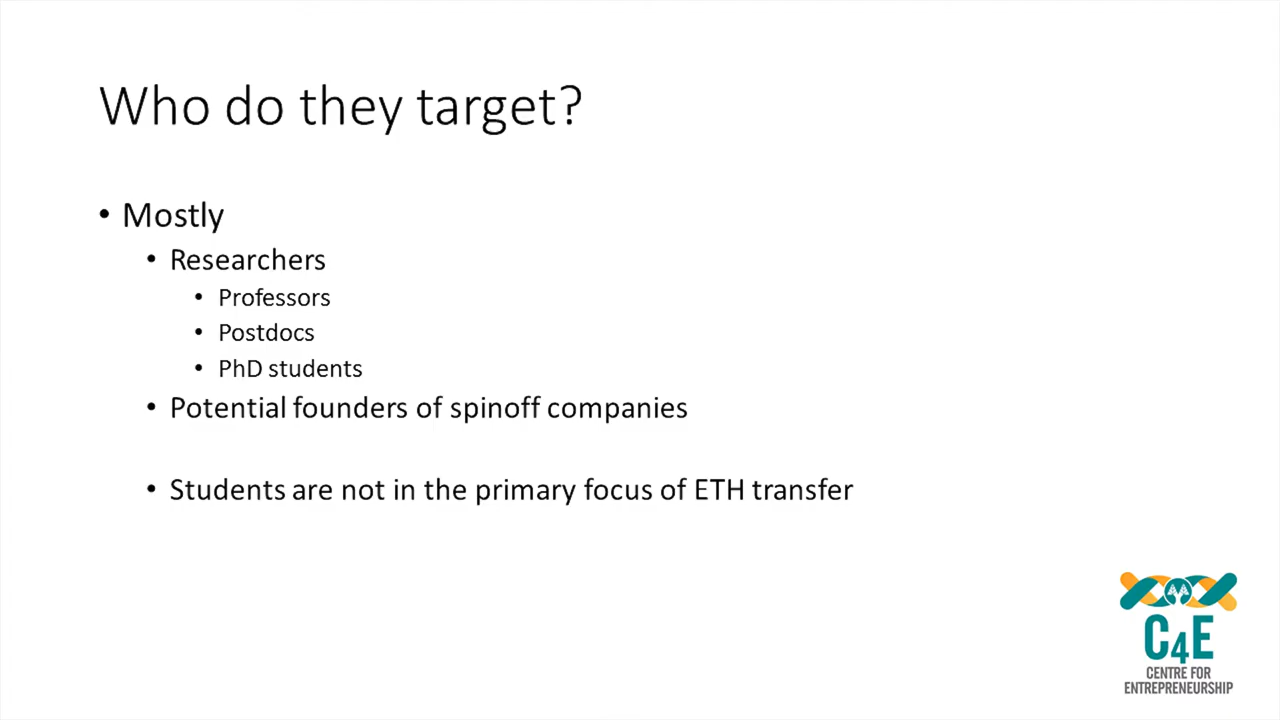 Who do they target?
• Mostly
• Researchers
• Professors
• Postdocs
• PhD students
• Potential founders of spinoff companies
• Students are not in the primary focus of ETH transfer
C4E
CENTRE FOR
ENTREPRENEURSHIP